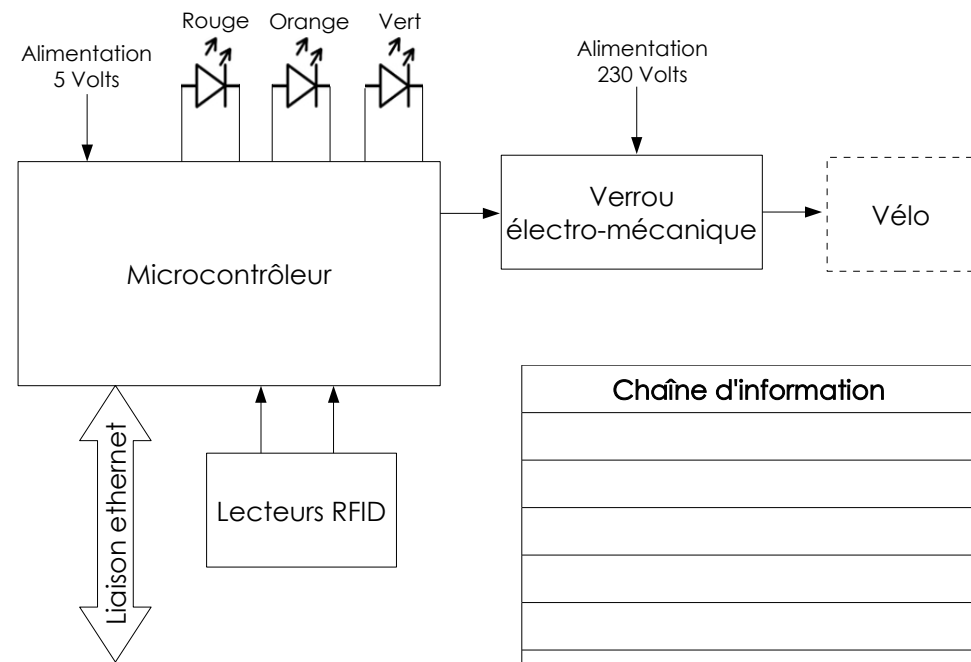 Rouge
Orange
Vert
Alimentation
5 Volts
Alimentation
230 Volts
Verrou
électro-mécanique
Vélo
Microcontrôleur
Chaîne d'information
Liaison ethernet
Lecteurs RFID